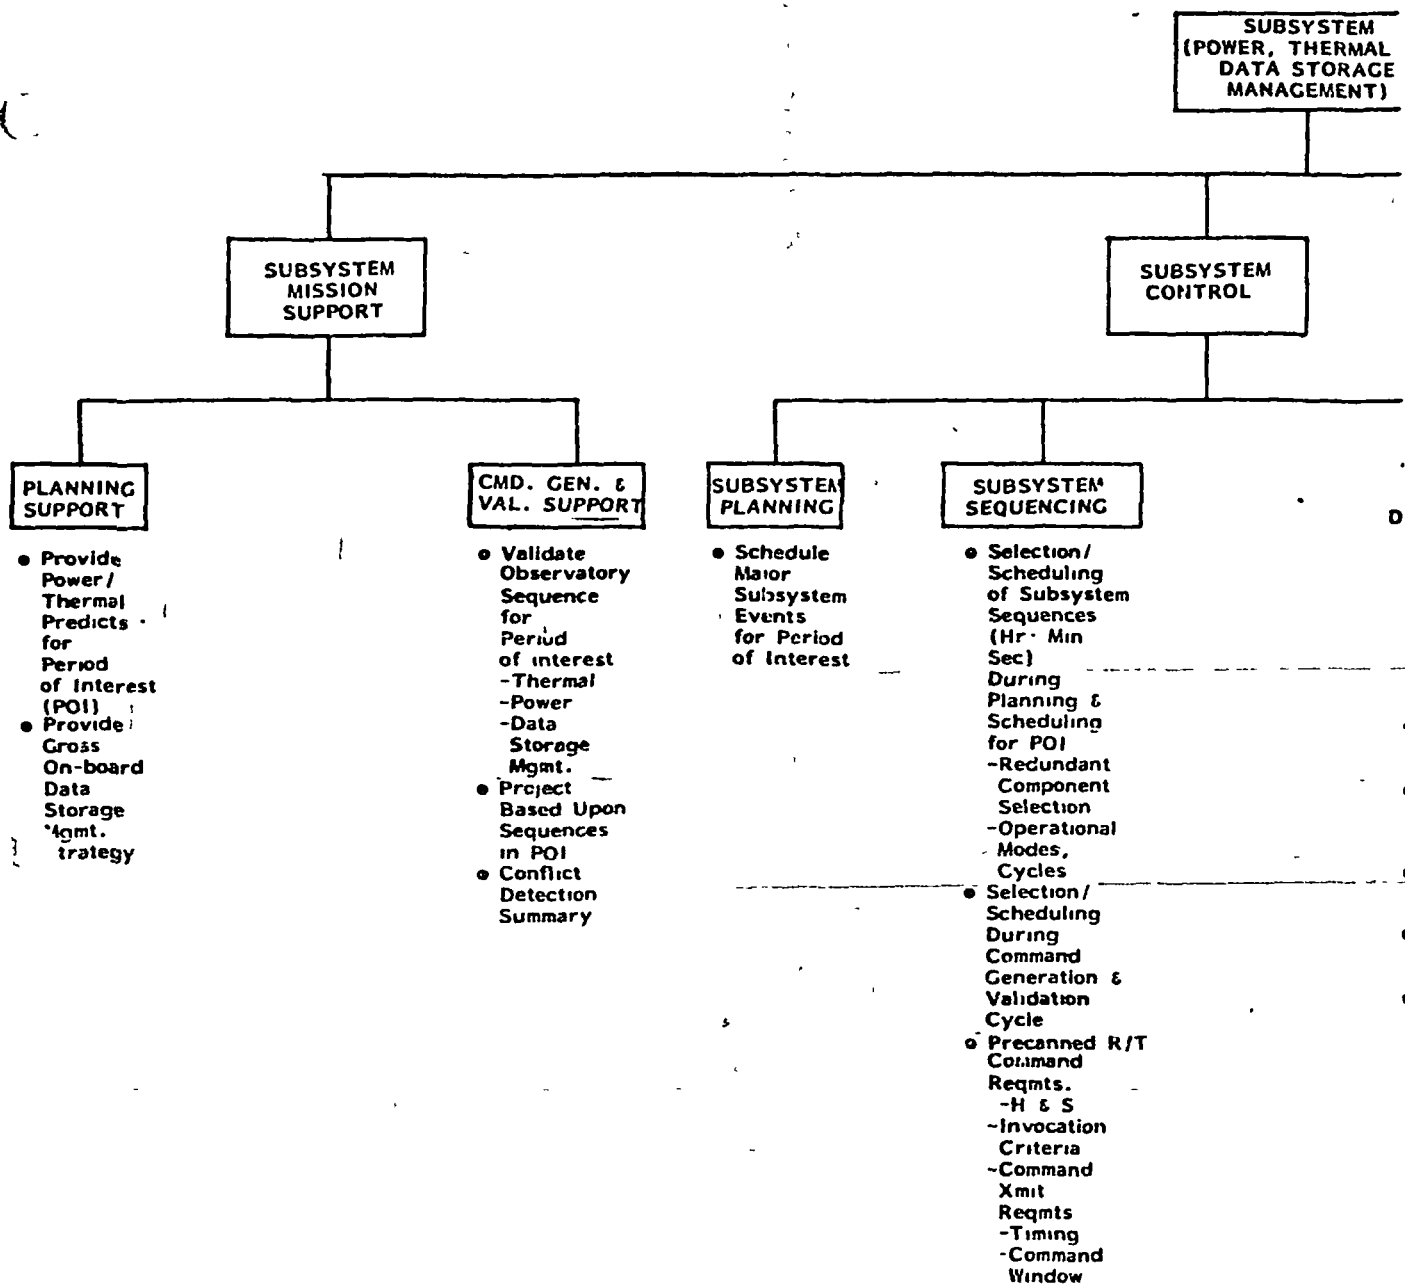 SUBSYSTEM
(POWER, THERMAL
DATA STORAGE
MANAGEMENT)
SUBSYSTEM
MISSION
SUPPORT
SUBSYSTEM
CONTROL
PLANNING
SUPPORT
● Provide
Power/
Thermal
Predicts
for
Period
of Interest
(POI)
● Provide
Gross
On-board
Data
Storage
Mgmt.
trategy
CMD. GEN. &
VAL. SUPPORT
● Validate
Observatory
Sequence
for
Period
of interest
-Thermal
-Power
-Data
Storage
Mgmt.
● Project
Based Upon
Sequences
in POI
● Conflict
Detection
Summary
SUBSYSTEM
PLANNING
● Schedule
Major
Subsystem
Events
for Period
of Interest
SUBSYSTEM
SEQUENCING
● Selection/
Scheduling
of Subsystem
Sequences
(Hr· Min
Sec)
During
Planning &
Scheduling
for POI
-Redundant
Component
Selection
-Operational
Modes,
Cycles
● Selection/
Scheduling
During
Command
Generation &
Validation
Cycle
● Precanned R/T
Command
Reqmts.
-H & S
-Invocation
Criteria
-Command
Xmit
Reqmts
-Timing
-Command
Window
D